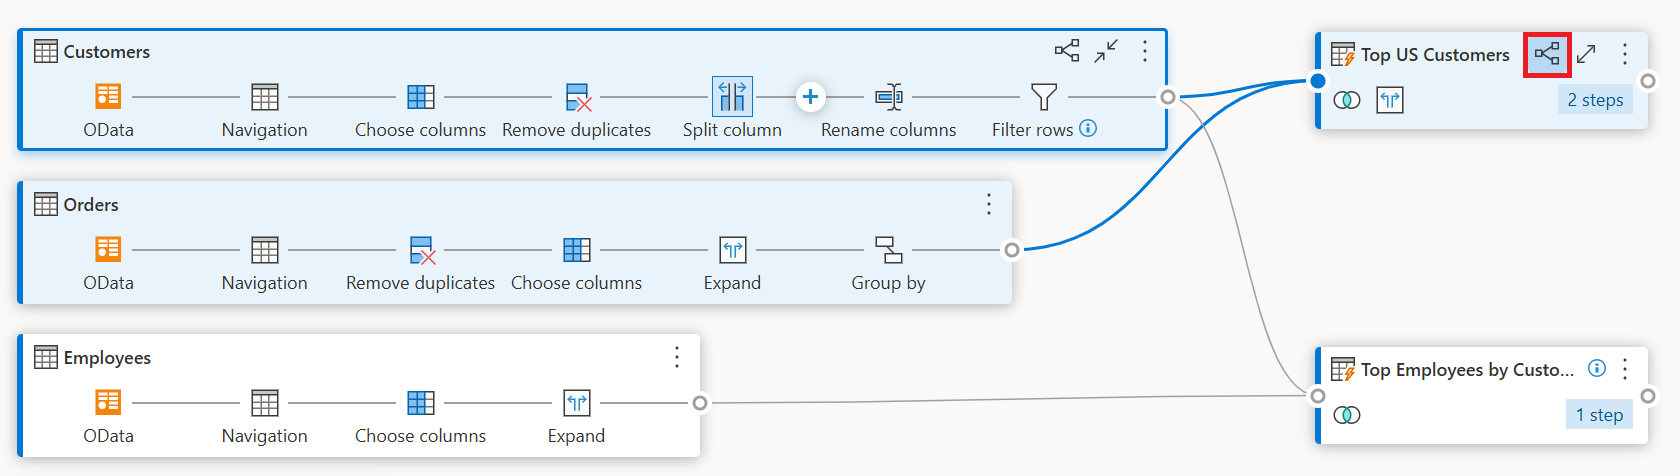 Customers
OData
Navigation
Choose columns
Remove duplicates
Split column
Rename columns
Filter rows
Top US Customers
2 steps
Orders
OData
Navigation
Remove duplicates
Choose columns
Expand
Group by
Employees
OData
Navigation
Choose columns
Expand
Top Employees by Custo...
1 step